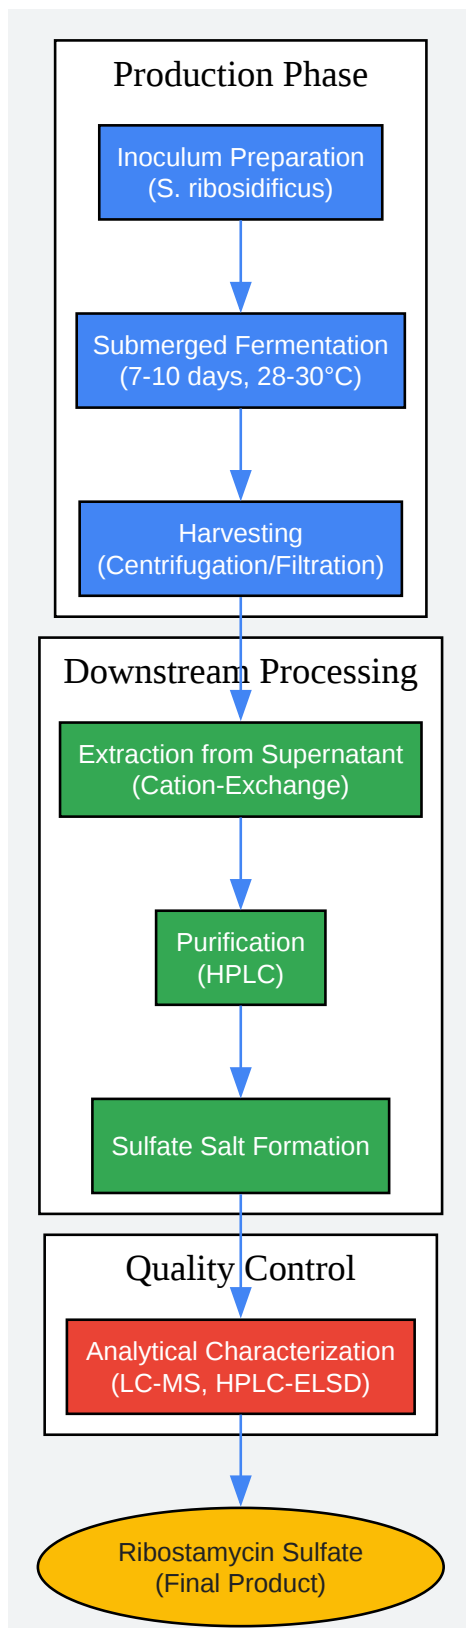 Production Phase
Inoculum Preparation
(S. ribosidificus)
Submerged Fermentation
(7-10 days, 28-30°C)
Harvesting
(Centrifugation/Filtration)
Downstream Processing
Extraction from Supernatant
(Cation-Exchange)
Purification
(HPLC)
Sulfate Salt Formation
Quality Control
Analytical Characterization
(LC-MS, HPLC-ELSD)
Ribostamycin Sulfate
(Final Product)